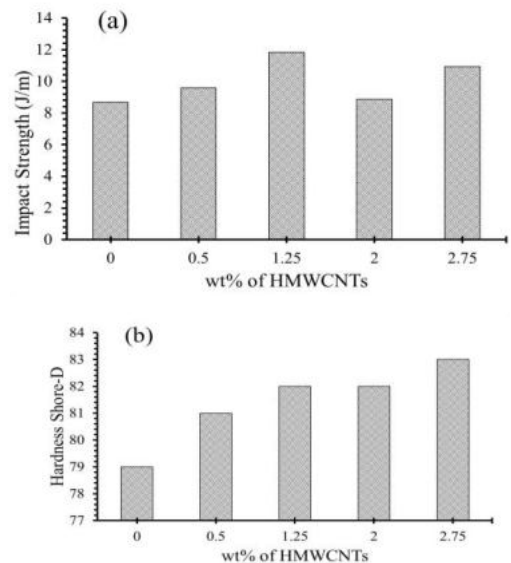 (a)
Impact Strength (J/m)
14
12
10
8
6
4
2
0
0 0.5 1.25 2 2.75
wt% of HMWCNTs
(b)
Hardness Shore-D
84
83
82
81
80
79
78
77
0 0.5 1.25 2 2.75
wt% of HMWCNTs